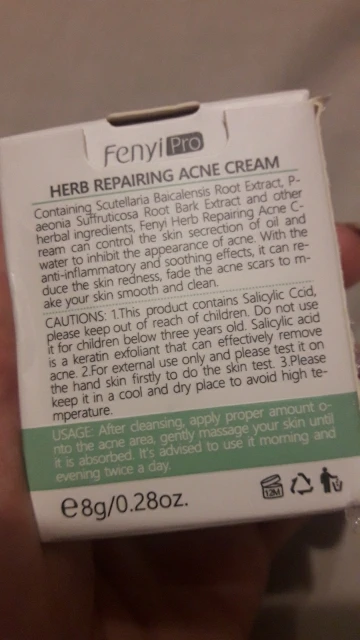 Fenyi Pro
HERB REPAIRING ACNE CREAM
Containing Scutellaria Baicalensis Root Extract, P-
aeonia Suffruticosa Root Bark Extract and other
herbal ingredients, Fenyi Herb Repairing Acne C-
ream can control the skin secrection of oil and
water to inhibit the appearance of acne. With the
anti-inflammatory and soothing effects, it can re-
duce the skin redness, fade the acne scars to m-
ake your skin smooth and clean.
CAUTIONS: 1.This product contains Salicylic Ccid,
please keep out of reach of children. Do not use
it for children below three years old. Salicylic acid
is a keratin exfoliant that can effectively remove
acne. 2.For external use only and please test it on
the hand skin firstly to do the skin test. 3.Please
keep it in a cool and dry place to avoid high te-
mperature.
USAGE: After cleansing, apply proper amount o-
nto the acne area, gently massage your skin until
it is absorbed. It's advised to use it morning and
evening twice a day.
e8g/0.28oz.
12M